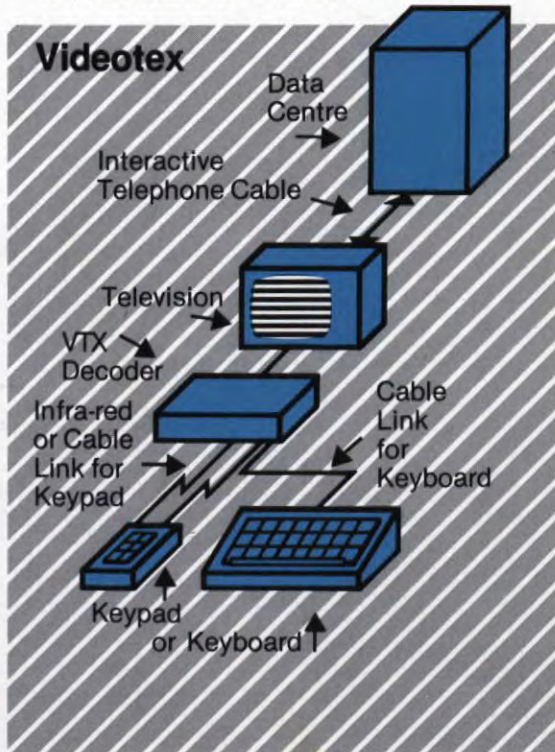 Videotex
Data
Centre
Interactive
Telephone Cable
Television
VTX
Decoder
Infra-red
or Cable
Link for
Keypad
Cable
Link
for
Keyboard
Keypad
or Keyboard